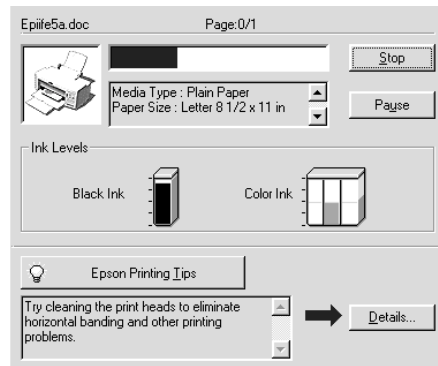 Epiife5a.doc Page:0/1
Stop
Media Type : Plain Paper
Paper Size : Letter 8 1/2 x 11 in
Pause
Ink Levels
Black Ink Color Ink
Epson Printing Tips
Try cleaning the print heads to eliminate
horizontal banding and other printing
problems.
Details...